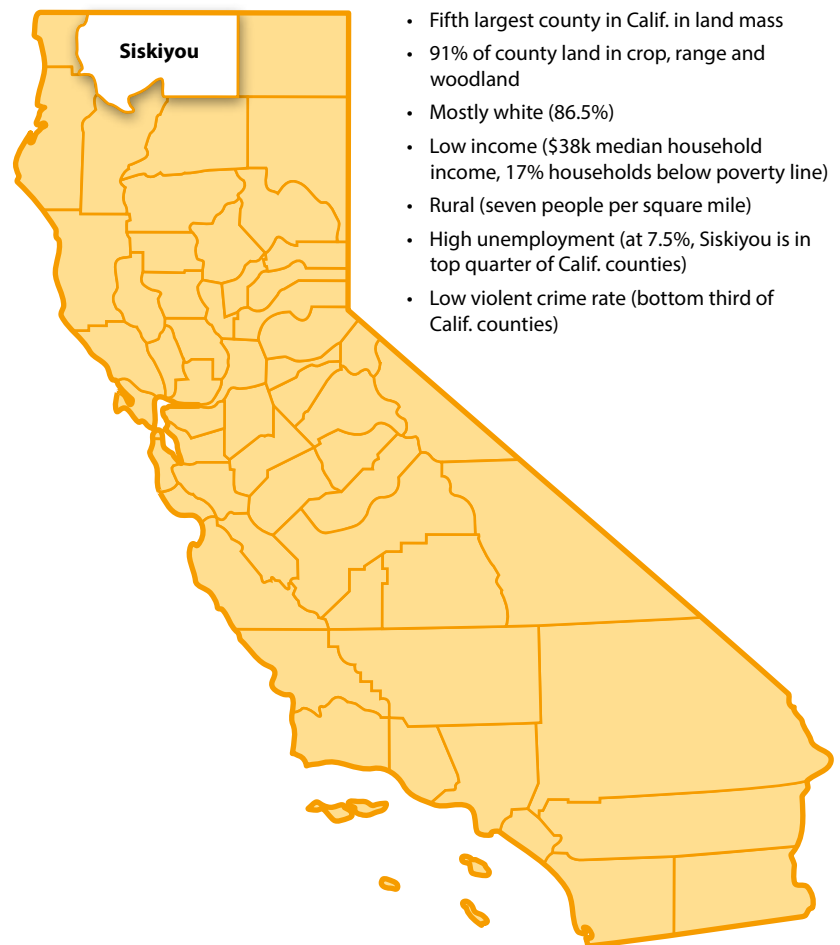 Siskiyou
• Fifth largest county in Calif. in land mass
• 91% of county land in crop, range and
woodland
• Mostly white (86.5%)
• Low income ($38k median household
income, 17% households below poverty line)
• Rural (seven people per square mile)
• High unemployment (at 7.5%, Siskiyou is in
top quarter of Calif. counties)
• Low violent crime rate (bottom third of
Calif. counties)